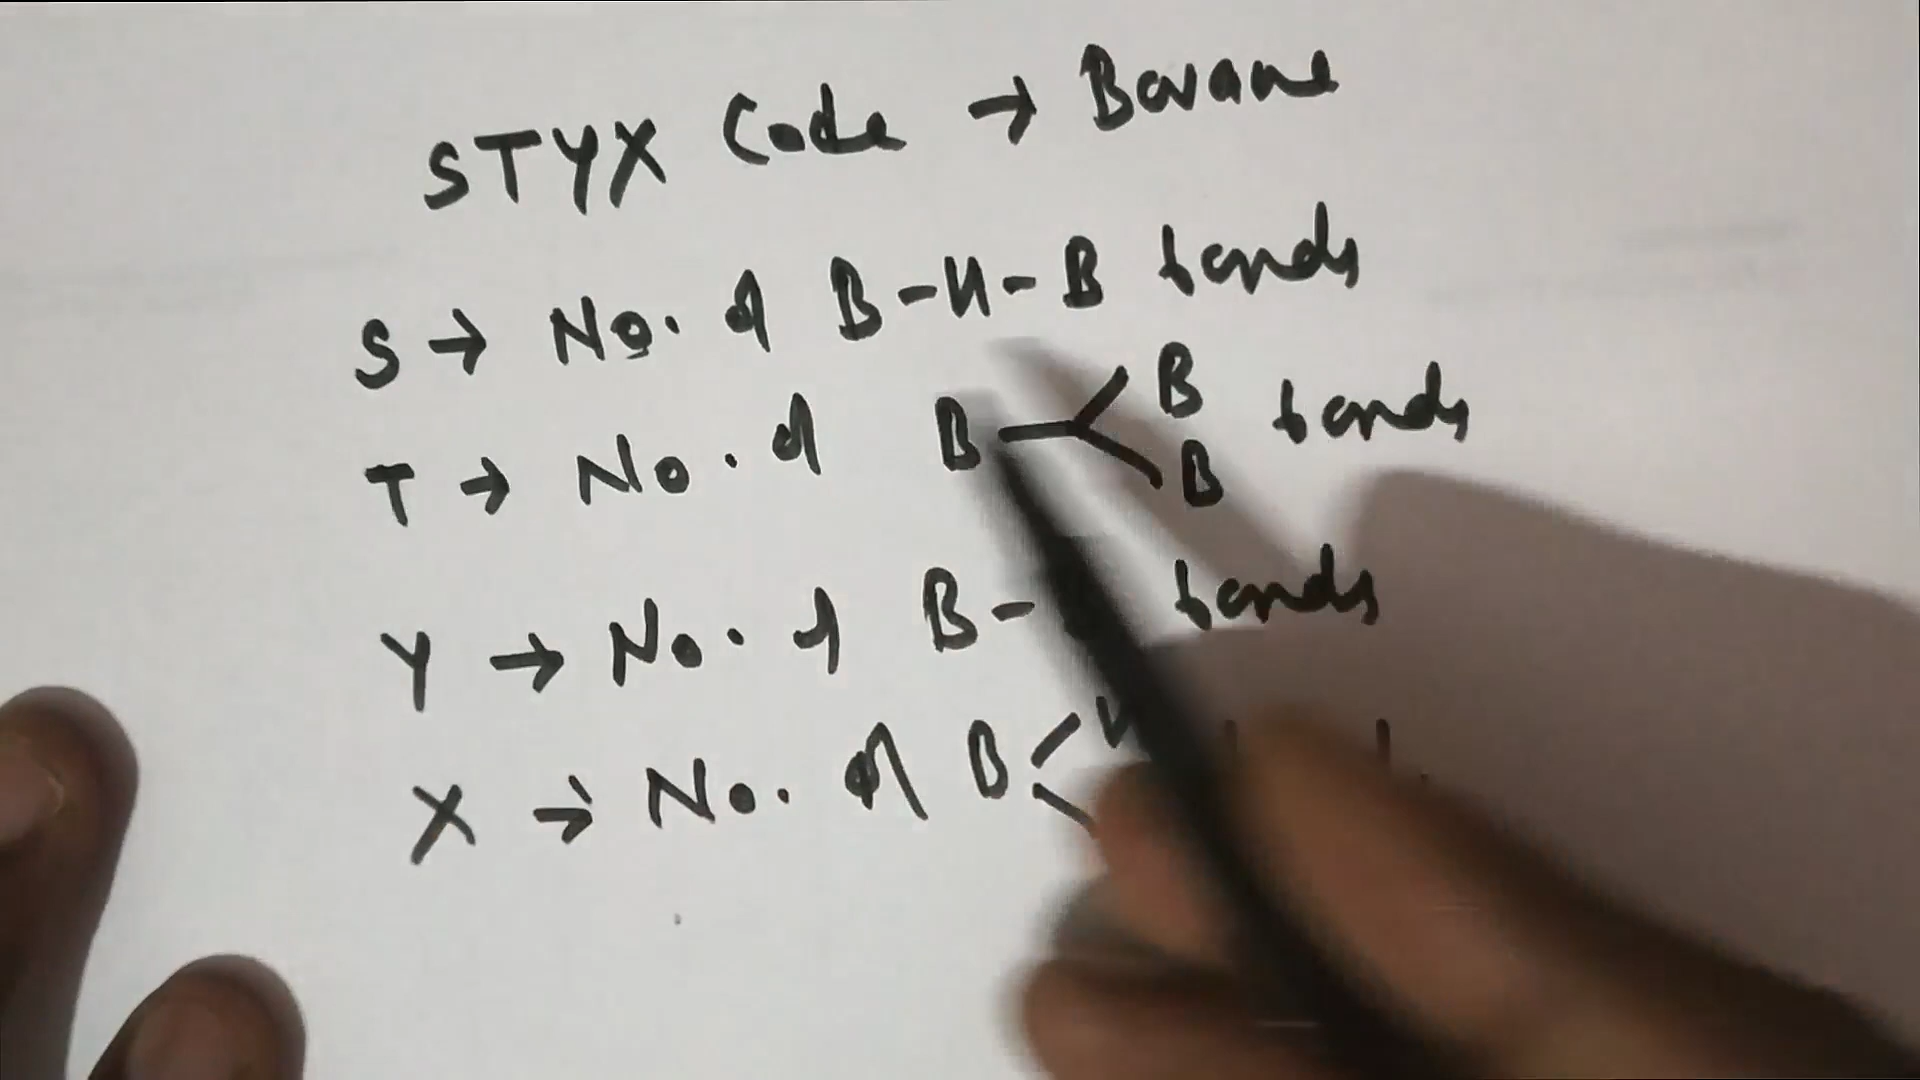 STYX Code → Borane
S → No. of B-H-B bonds
T → No. of B-<B B bonds
Y → No. of B- bonds
X → No. of B<